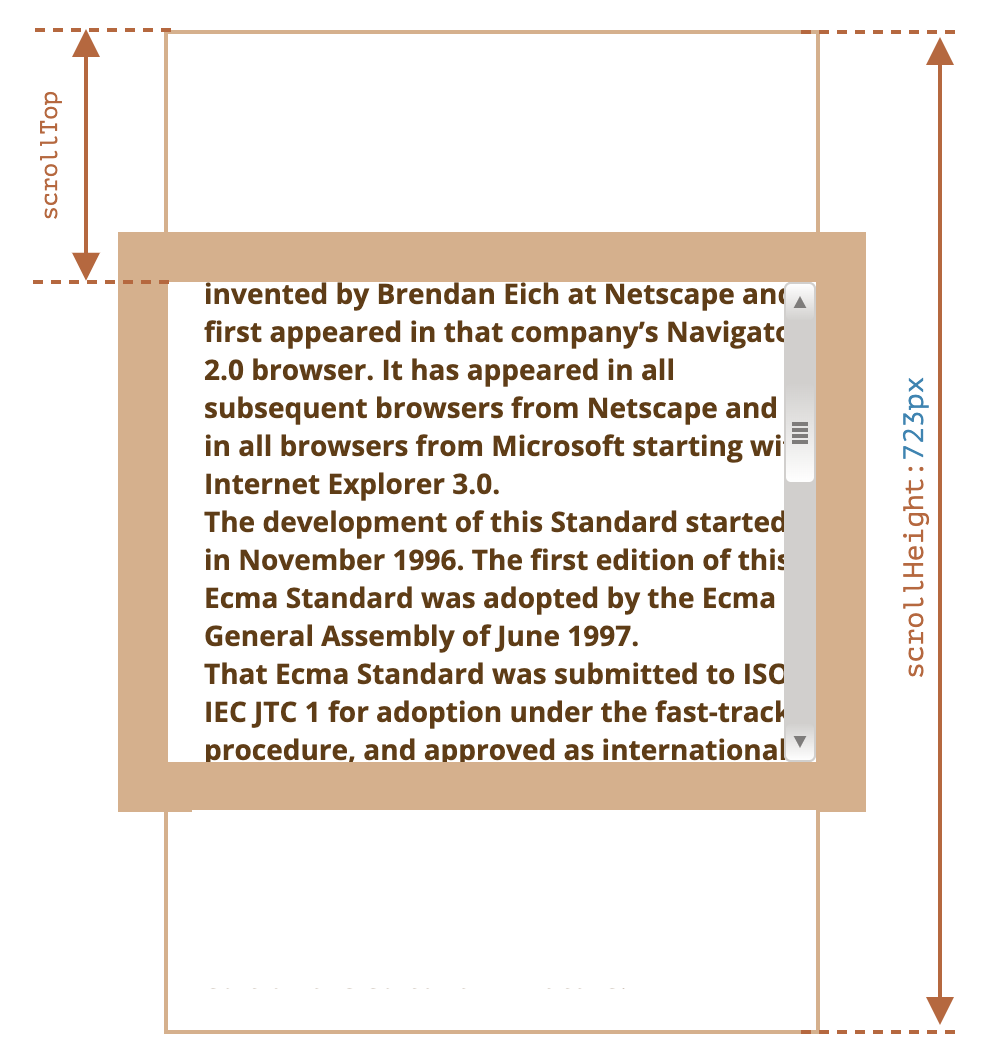 scrollTop
invented by Brendan Eich at Netscape and
first appeared in that company’s Navigato
2.0 browser. It has appeared in all
subsequent browsers from Netscape and
in all browsers from Microsoft starting wi
Internet Explorer 3.0.
The development of this Standard started
in November 1996. The first edition of this
Ecma Standard was adopted by the Ecma
General Assembly of June 1997.
That Ecma Standard was submitted to ISO
IEC JTC 1 for adoption under the fast-track
procedure, and approved as international
scrollHeight:723px